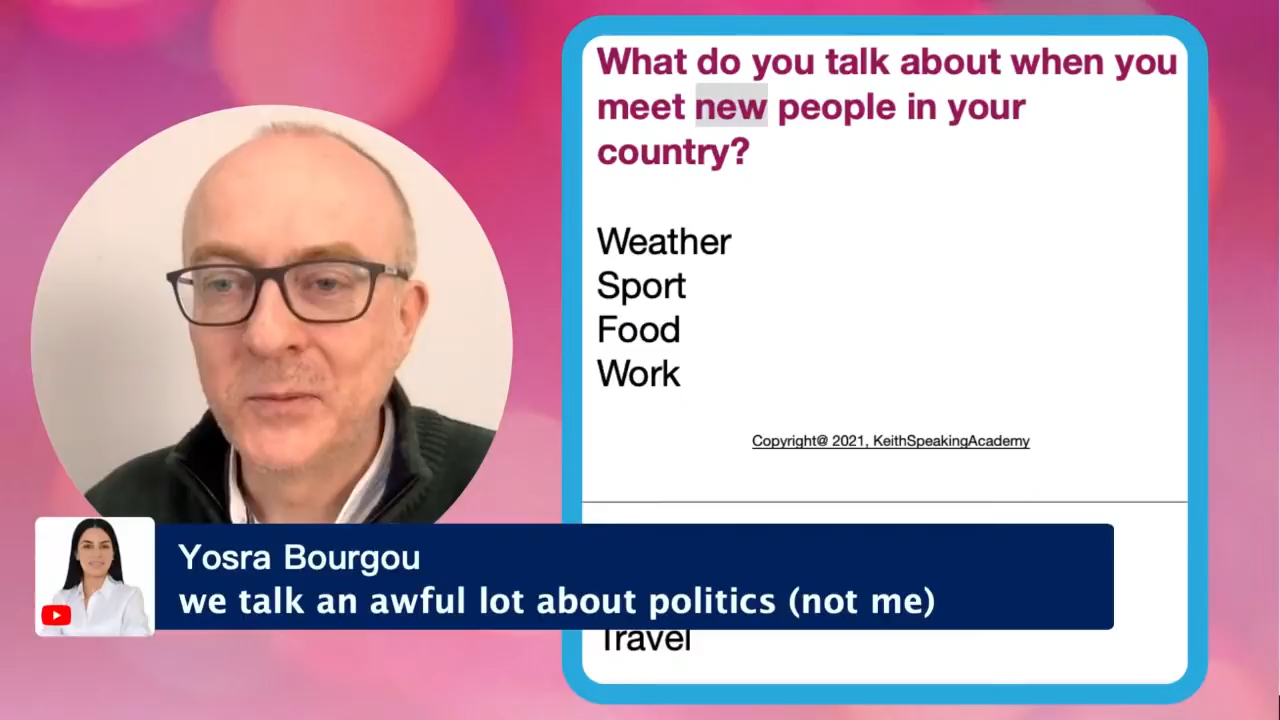 What do you talk about when you
meet new people in your
country?
Weather
Sport
Food
Work
Copyright@ 2021, KeithSpeakingAcademy
Yosra Bourgou
we talk an awful lot about politics (not me)
Travel